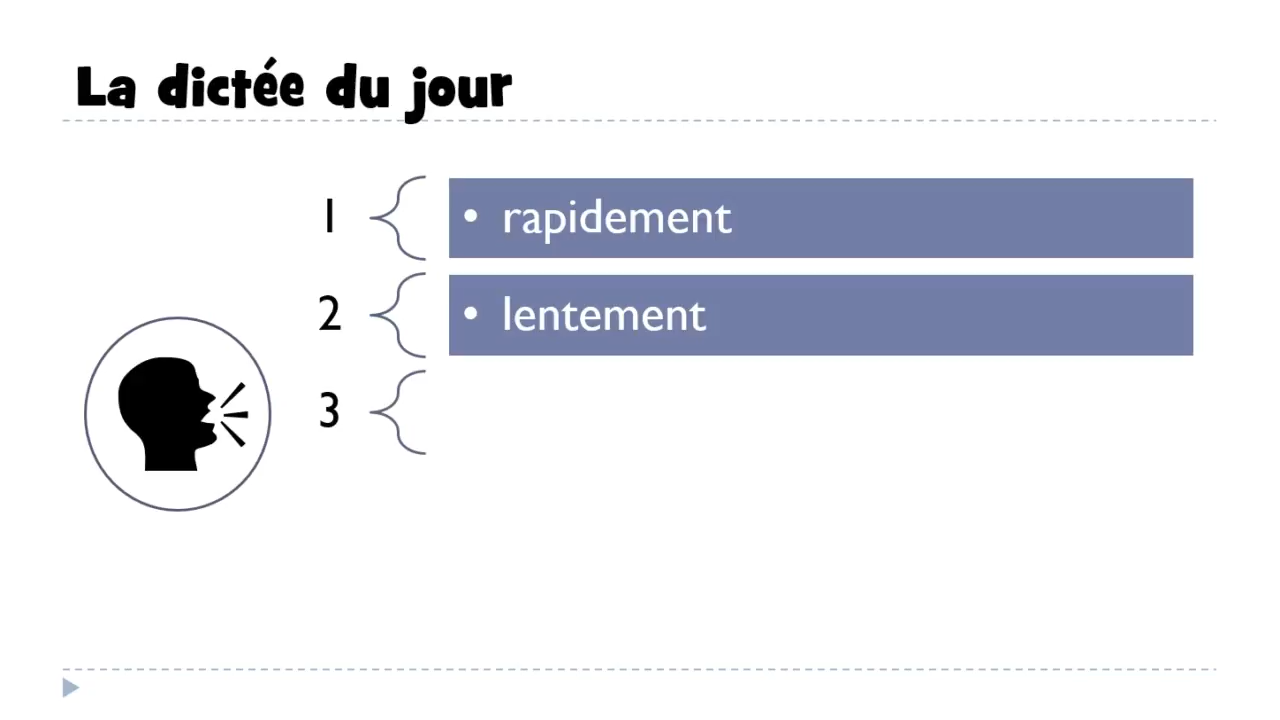 La dictée du jour
1
• rapidement
2
• lentement
3